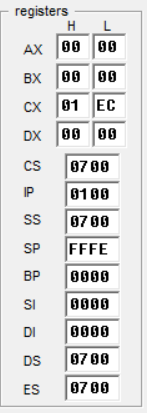 registers
H L
AX 00 00
BX 00 00
CX 01 EC
DX 00 00
CS 0700
IP 0100
SS 0700
SP FFFE
BP 0000
SI 0000
DI 0000
DS 0700
ES 0700